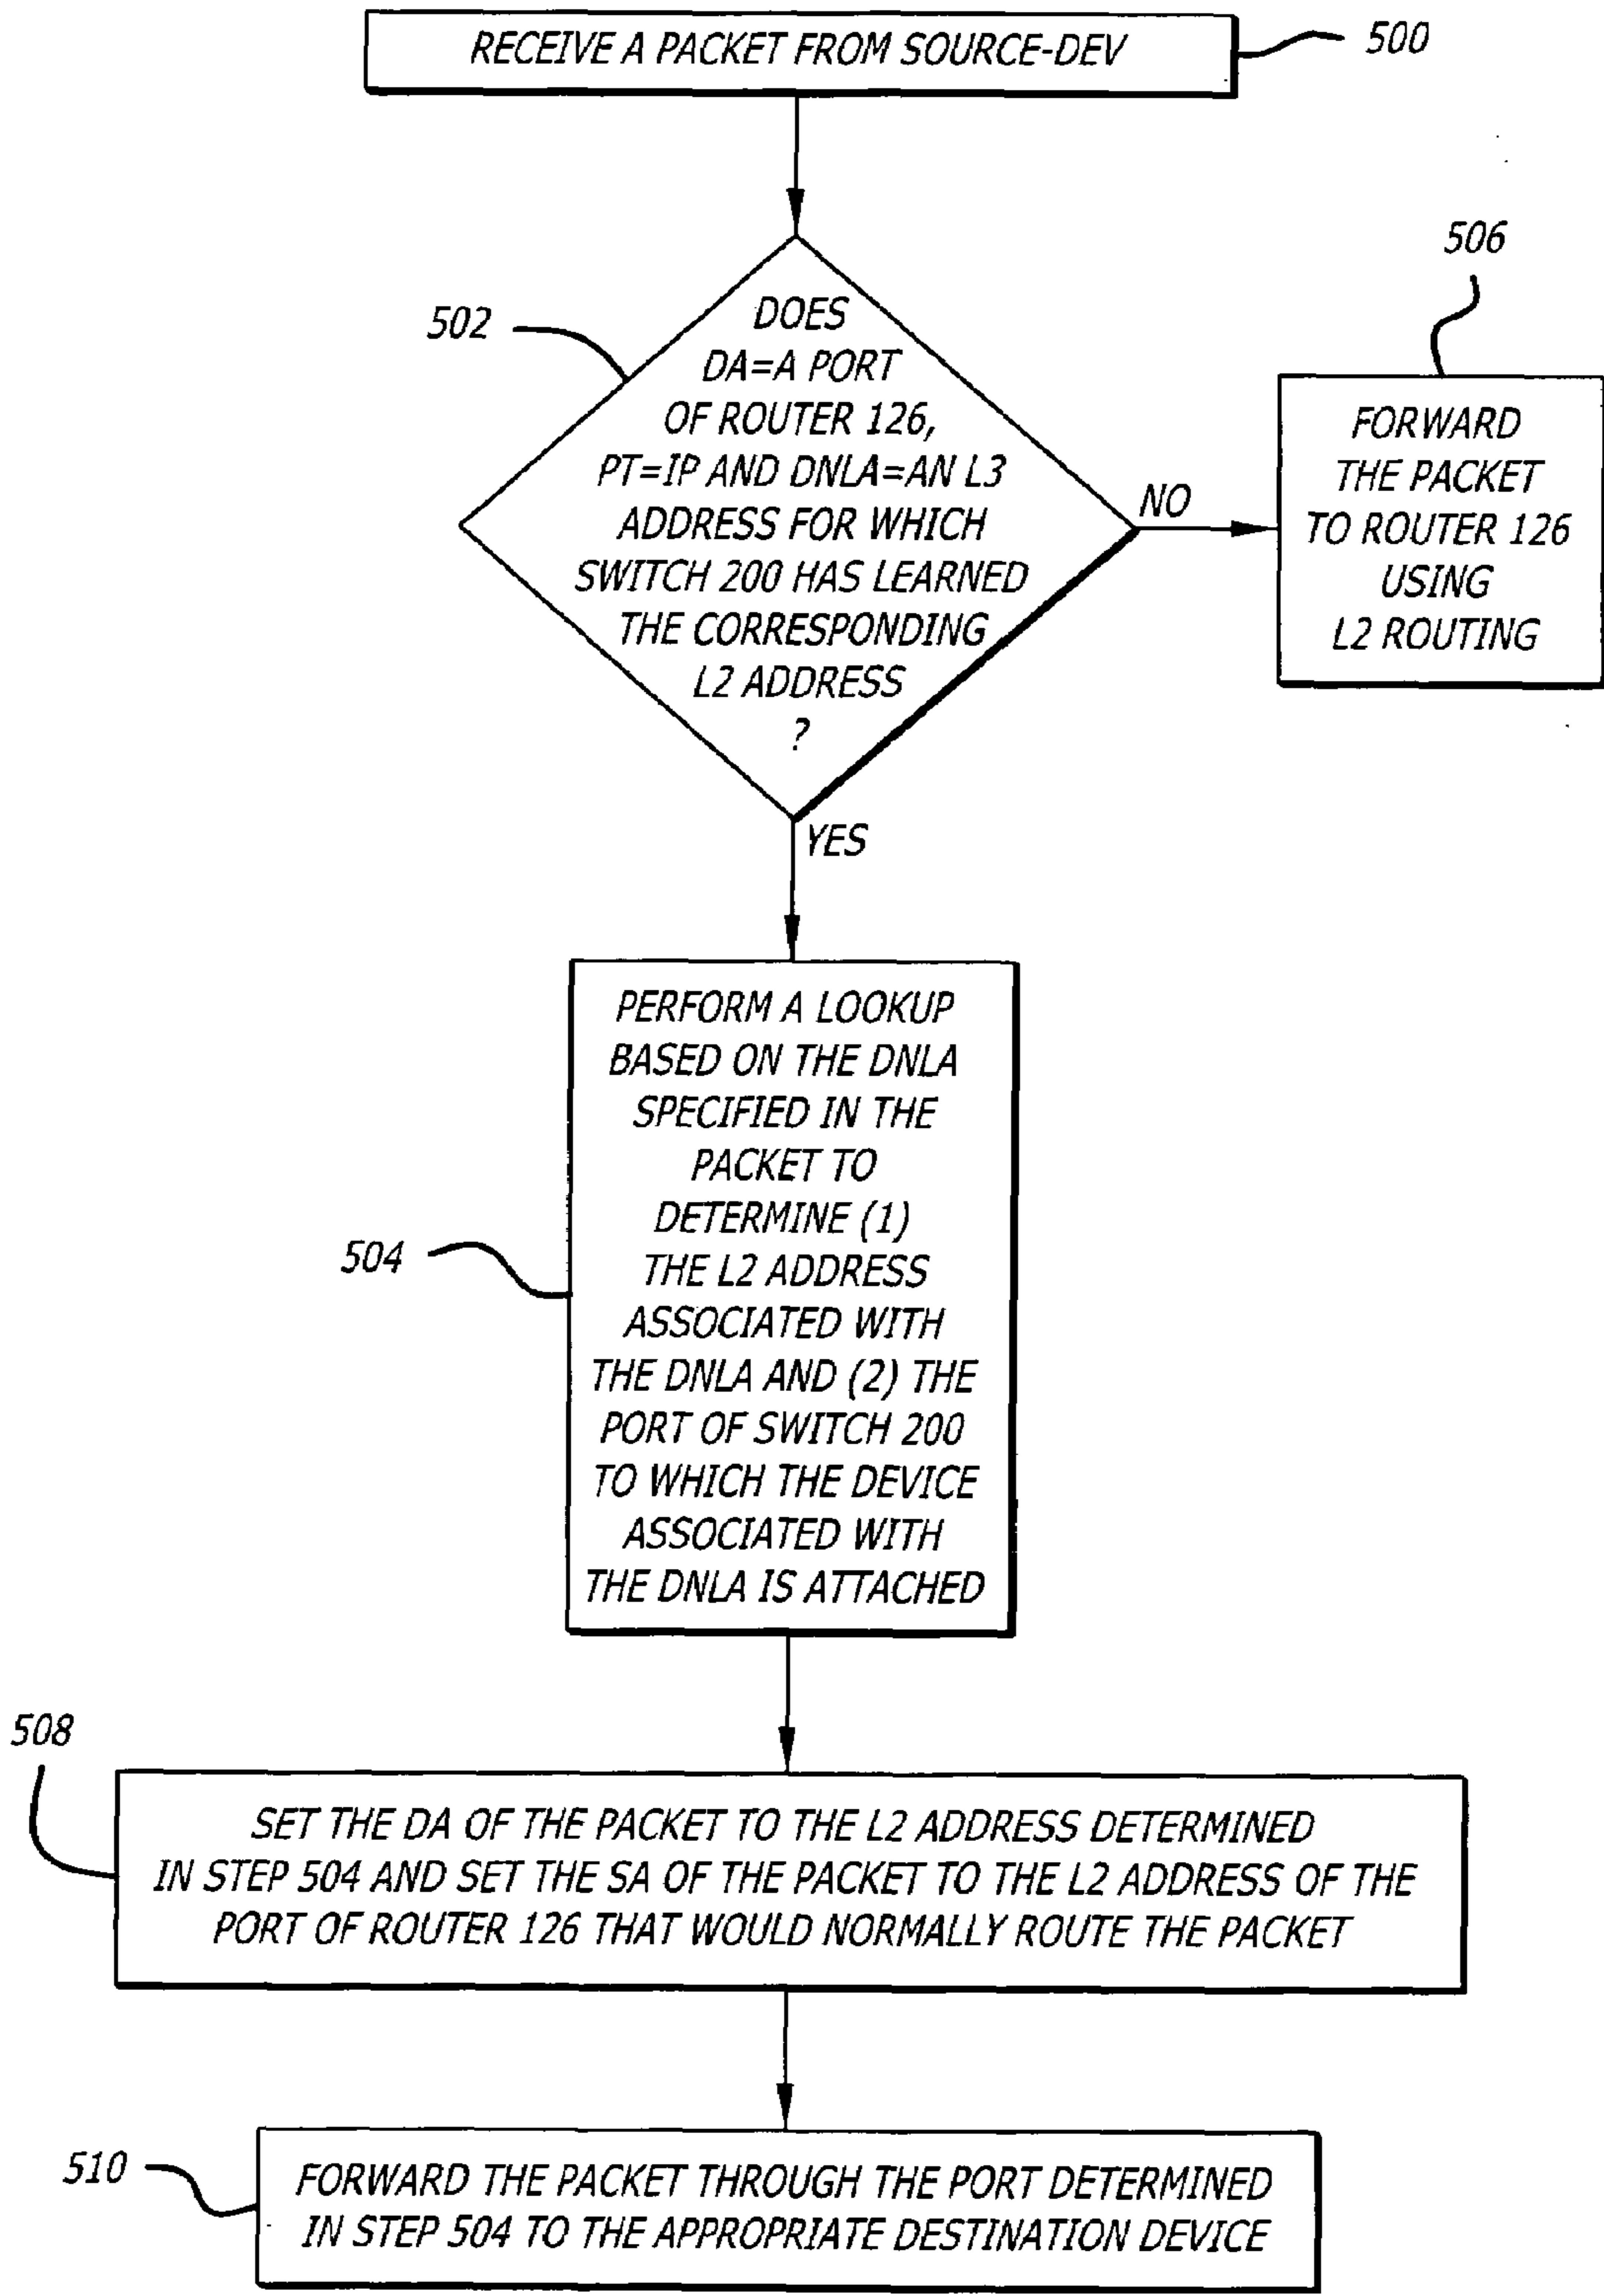 RECEIVE A PACKET FROM SOURCE-DEV
500
502
DOES
DA=A PORT
OF ROUTER 126,
PT=IP AND DNLA=AN L3
ADDRESS FOR WHICH
SWITCH 200 HAS LEARNED
THE CORRESPONDING
L2 ADDRESS
?
NO
506
FORWARD
THE PACKET
TO ROUTER 126
USING
L2 ROUTING
YES
504
PERFORM A LOOKUP
BASED ON THE DNLA
SPECIFIED IN THE
PACKET TO
DETERMINE (1)
THE L2 ADDRESS
ASSOCIATED WITH
THE DNLA AND (2) THE
PORT OF SWITCH 200
TO WHICH THE DEVICE
ASSOCIATED WITH
THE DNLA IS ATTACHED
508
SET THE DA OF THE PACKET TO THE L2 ADDRESS DETERMINED
IN STEP 504 AND SET THE SA OF THE PACKET TO THE L2 ADDRESS OF THE
PORT OF ROUTER 126 THAT WOULD NORMALLY ROUTE THE PACKET
510
FORWARD THE PACKET THROUGH THE PORT DETERMINED
IN STEP 504 TO THE APPROPRIATE DESTINATION DEVICE